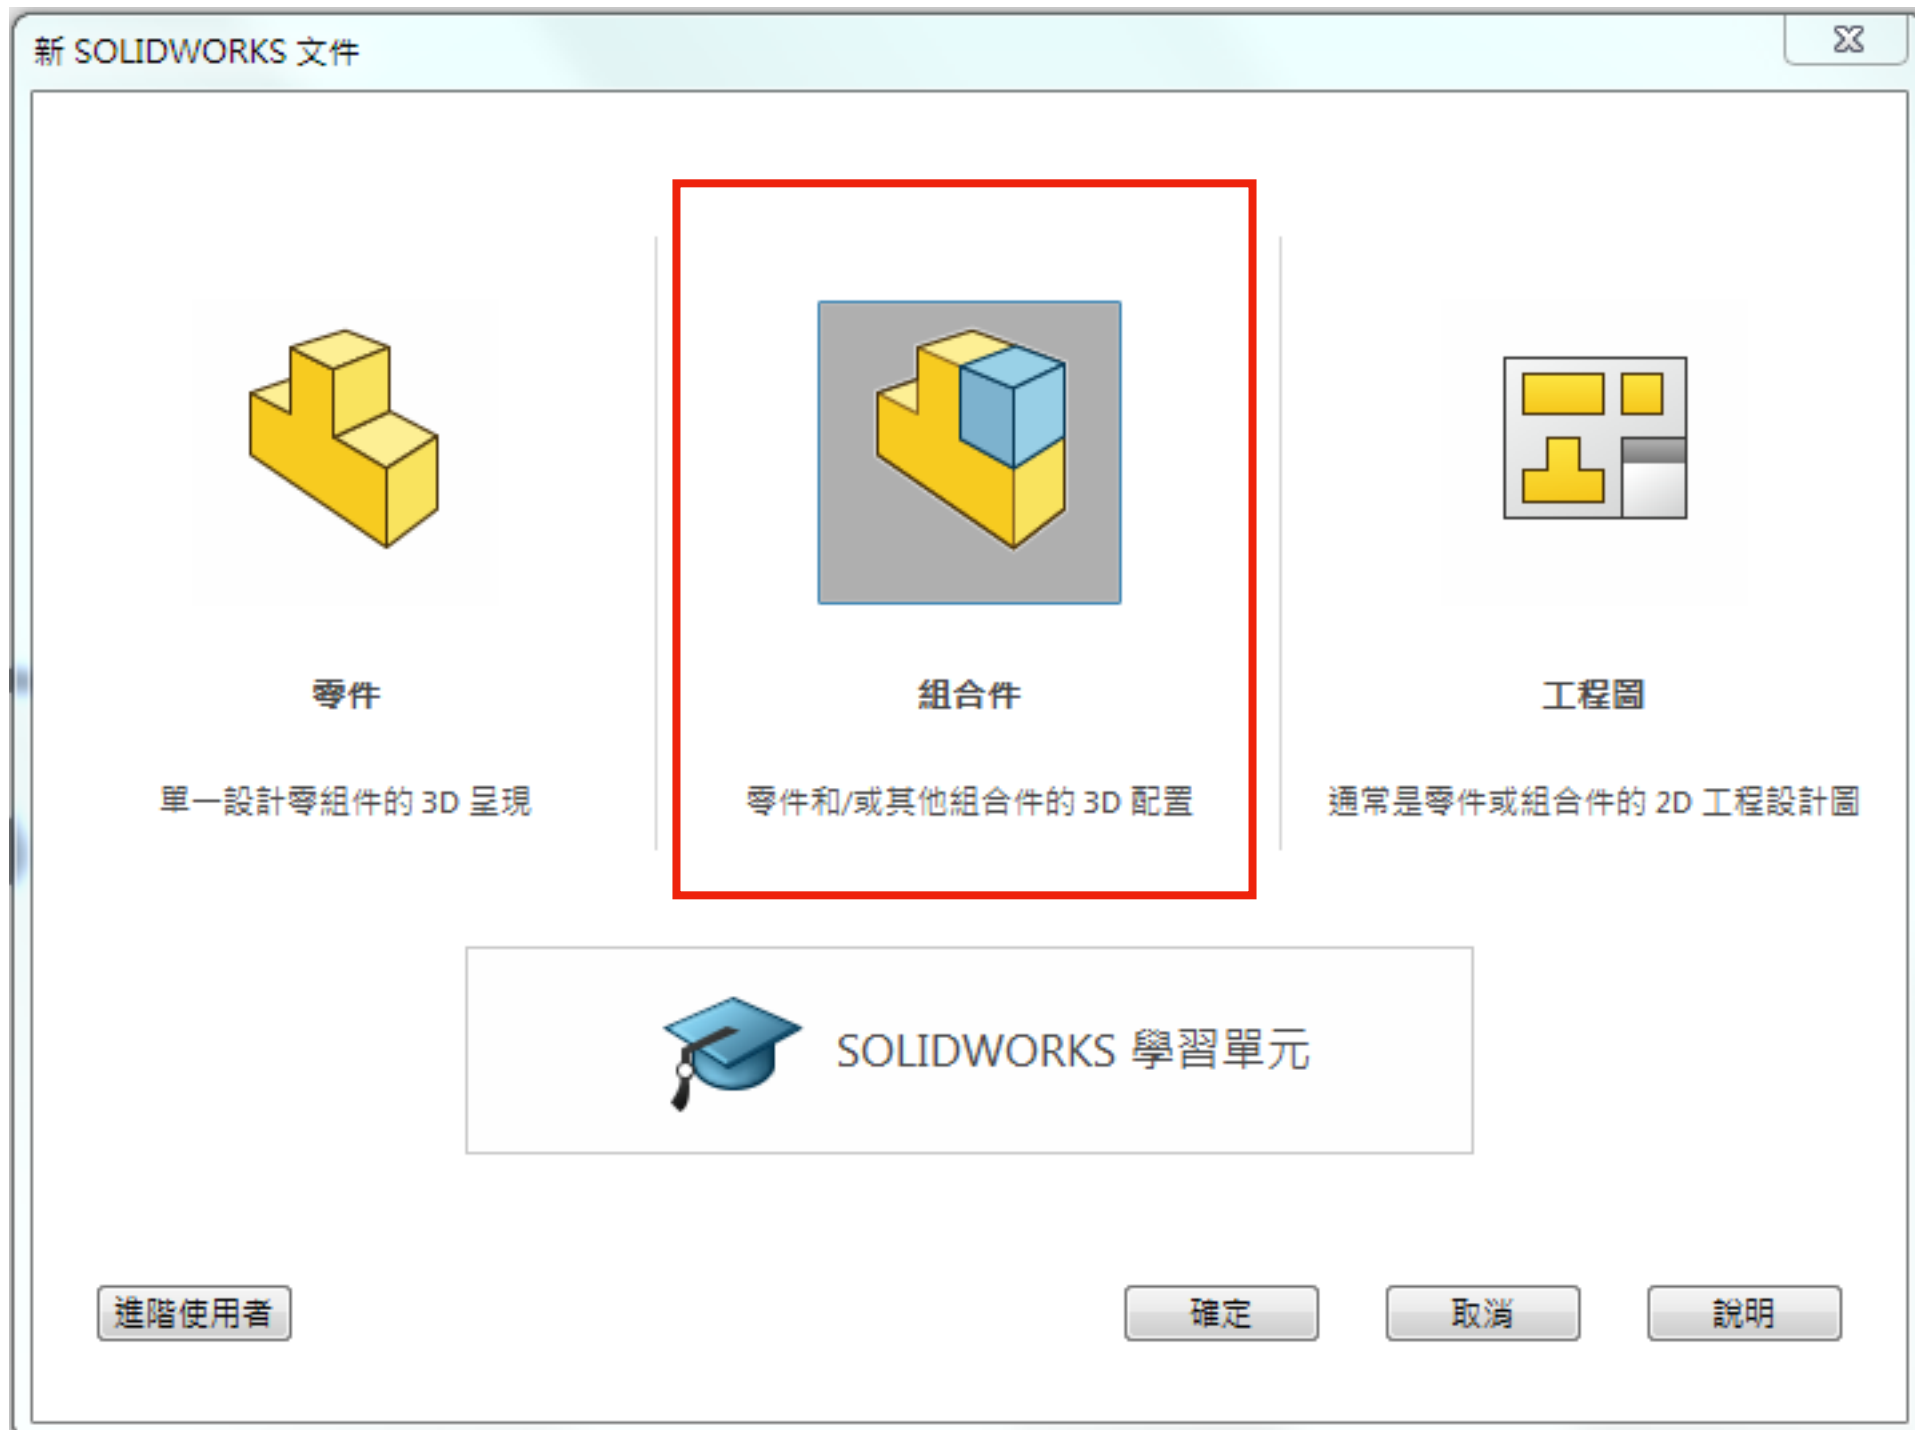 新 SOLIDWORKS 文件
零件
組合件
工程圖
單一設計零組件的 3D 呈現
零件和/或其他組合件的 3D 配置
通常是零件或組合件的 2D 工程設計圖
SOLIDWORKS 學習單元
進階使用者
確定
取消
說明